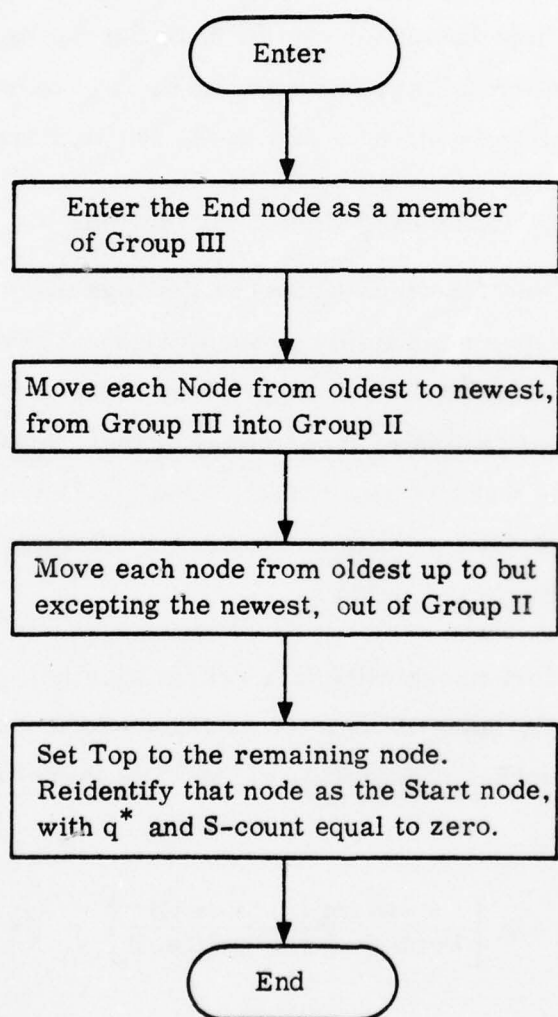 Enter
Enter the End node as a member
of Group III
Move each Node from oldest to newest,
from Group III into Group II
Move each node from oldest up to but
excepting the newest, out of Group II
Set Top to the remaining node.
Reidentify that node as the Start node,
with q* and S-count equal to zero.
End